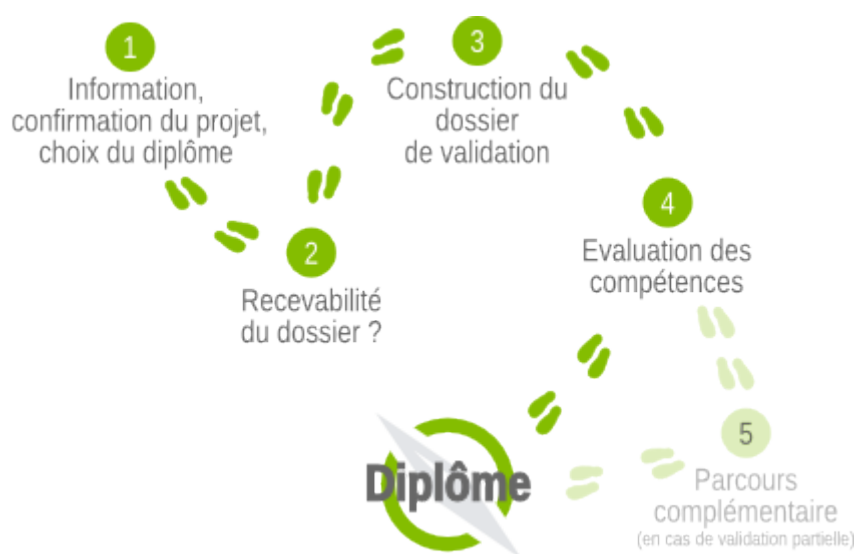 1
Information,
confirmation du projet,
choix du diplôme
2
Recevabilité
du dossier ?
3
Construction du
dossier
de validation
4
Evaluation des
compétences
5
Parcours
complémentaire
(en cas de validation partielle)
Diplôme